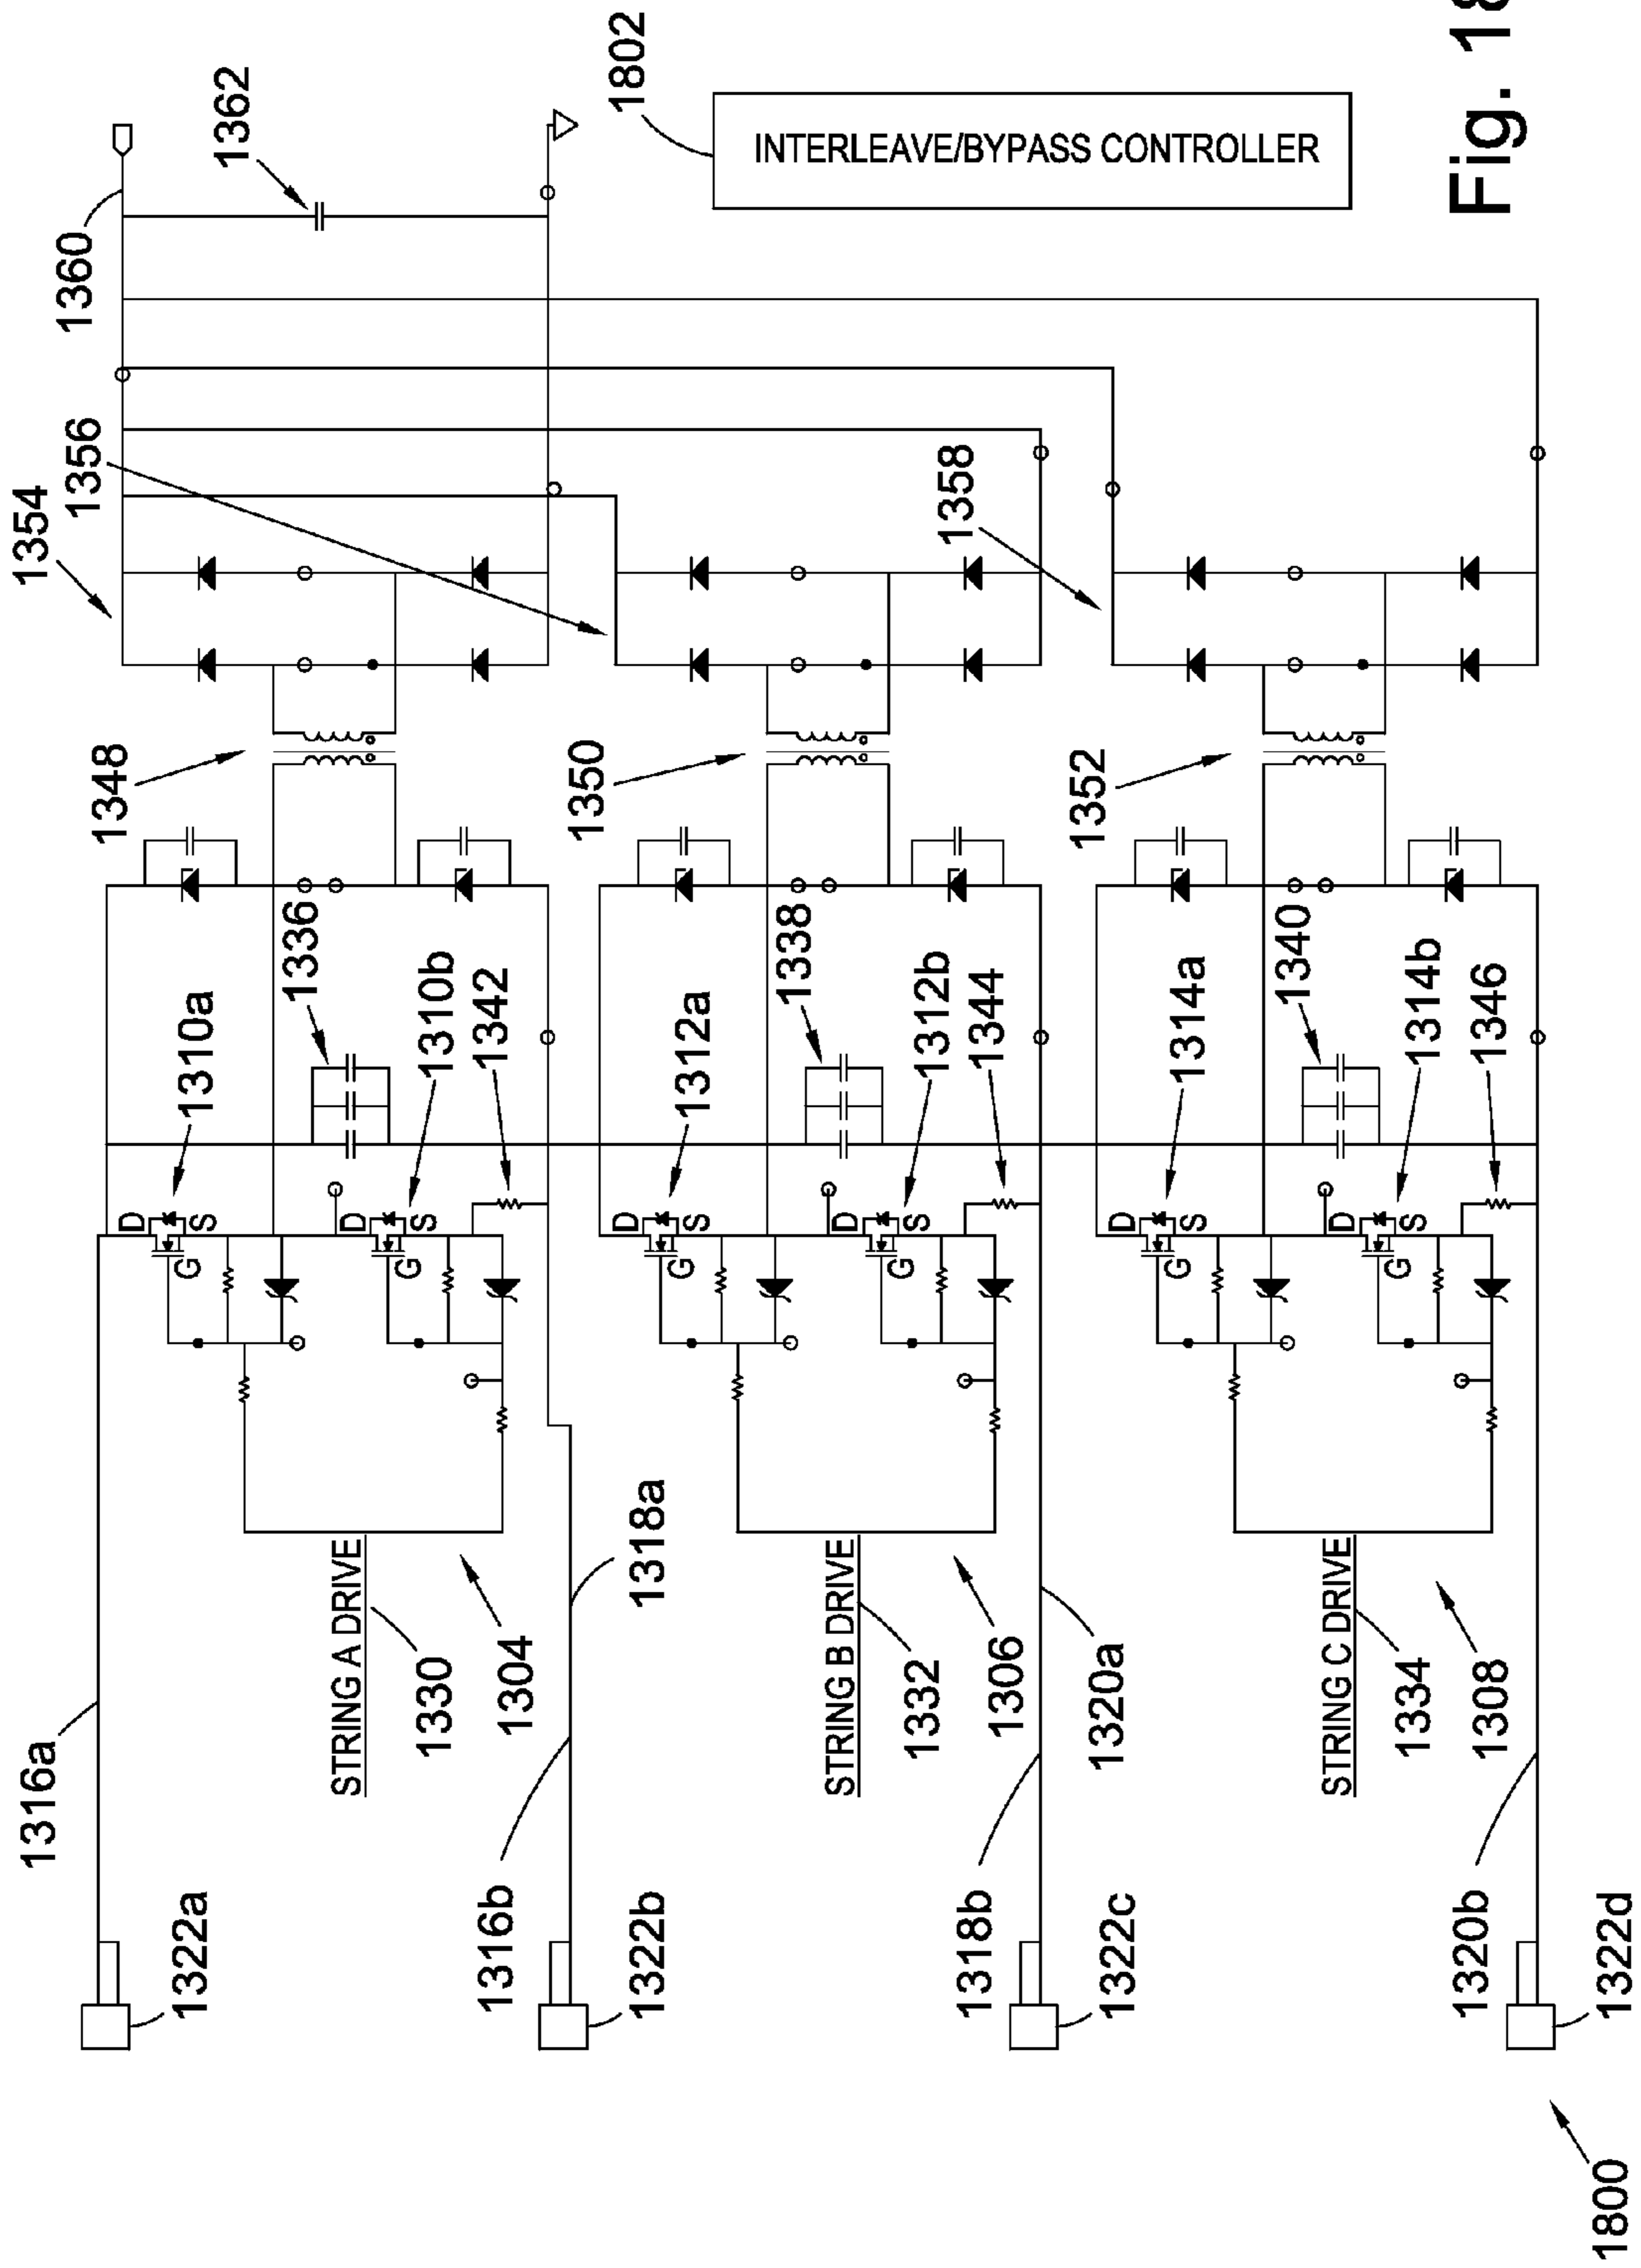 1316a
1322a
1310a
1348
1354
1356
1360
1362
1802
INTERLEAVE/BYPASS CONTROLLER
D
S
G
1336
1310b
1342
D
S
G
STRING A DRIVE
1330
1304
1318a
1316b
1322b
1312a
1350
D
S
G
1338
1312b
1344
D
S
G
STRING B DRIVE
1332
1306
1320a
1318b
1322c
1314a
1352
1358
D
S
G
1340
1314b
1346
D
S
G
STRING C DRIVE
1334
1308
1320b
1322d
1800
Fig. 18